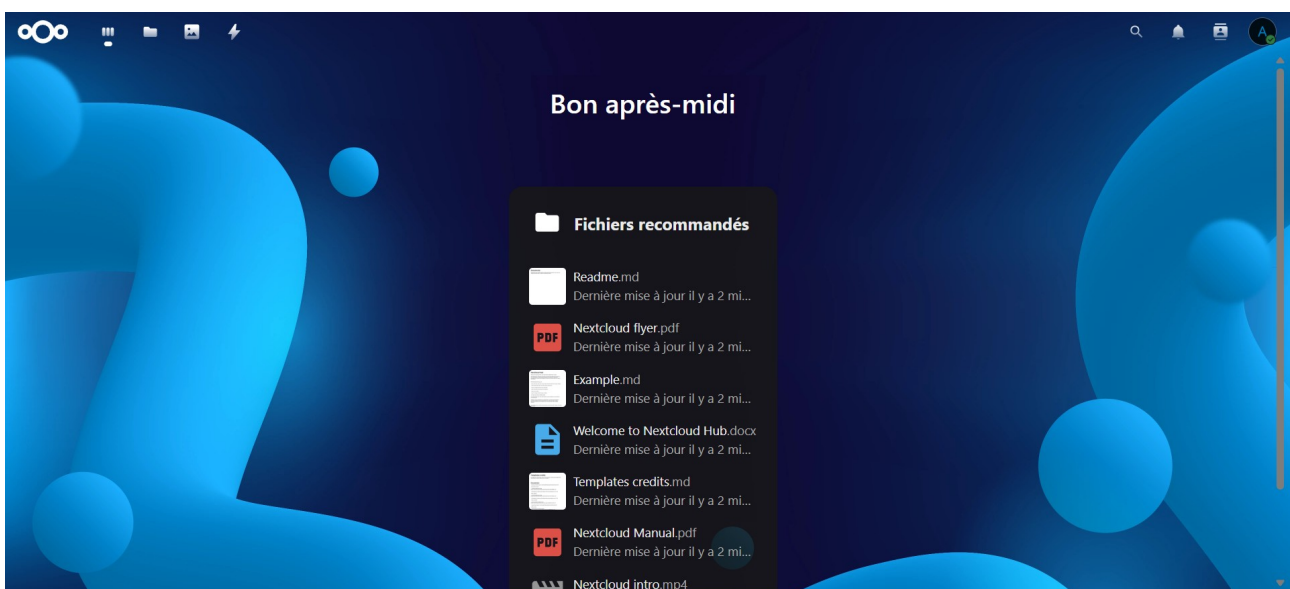 A
Bon après-midi
Fichiers recommandés
Readme.md
Dernière mise à jour il y a 2 mi...
PDF
Nextcloud flyer.pdf
Dernière mise à jour il y a 2 mi...
Example.md
Dernière mise à jour il y a 2 mi...
Welcome to Nextcloud Hub.docx
Dernière mise à jour il y a 2 mi...
Templates credits.md
Dernière mise à jour il y a 2 mi...
PDF
Nextcloud Manual.pdf
Dernière mise à jour il y a 2 mi...
Nextcloud intro.mp4